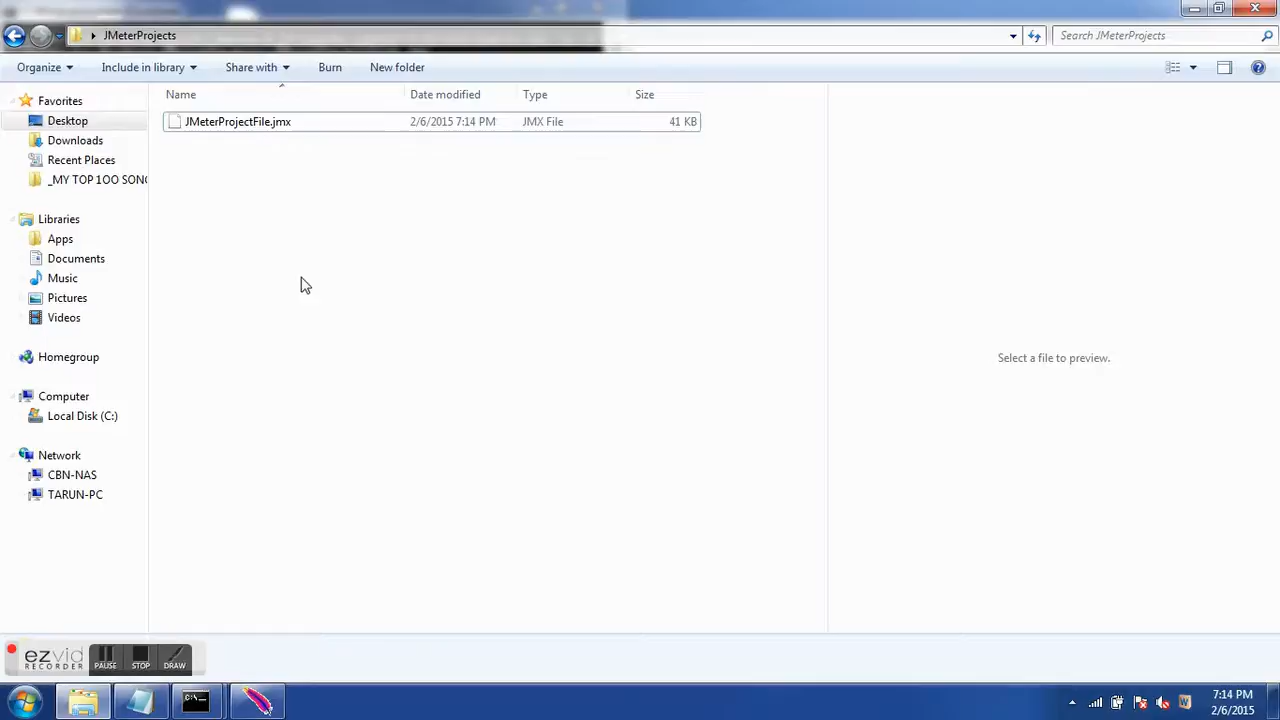 JMeterProjects
Search JMeterProjects
Organize
Include in library
Share with
Burn
New folder
Name
Date modified
Type
Size
Favorites
Desktop
Downloads
Recent Places
_MY TOP 1OO SON
Libraries
Apps
Documents
Music
Pictures
Videos
Homegroup
Computer
Local Disk (C:)
Network
CBN-NAS
TARUN-PC
JMeterProjectFile.jmx
2/6/2015 7:14 PM
JMX File
41 KB
Select a file to preview.
ezvid
RECORDER
PAUSE
STOP
DRAW
C:\
W
7:14 PM
2/6/2015